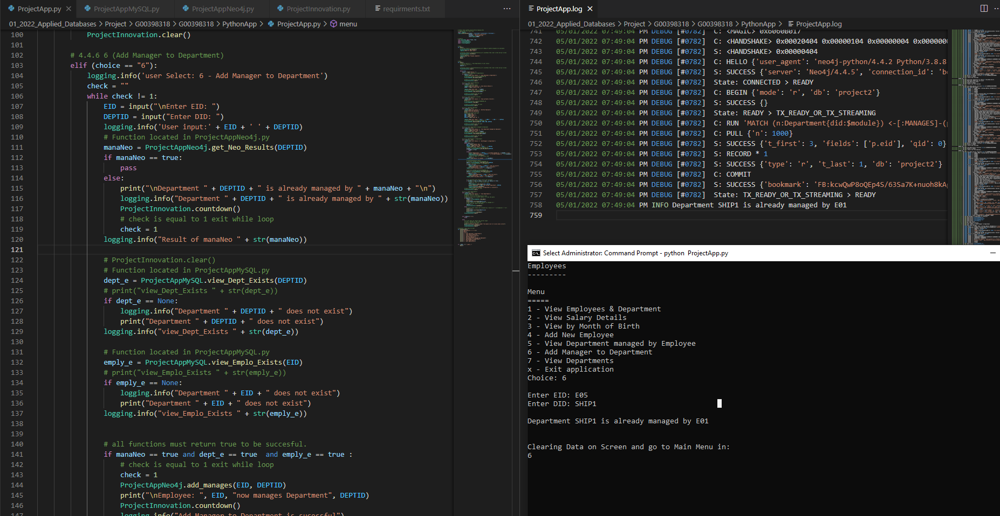 ProjectApp.py
ProjectAppMySQL.py
ProjectAppNeo4j.py
ProjectInnovation.py
requirments.txt
01_2022_Applied_Databases > Project > G00398318 > G00398318 > PythonApp > ProjectApp.py > menu
100 ProjectInnovation.clear()
101
102 # 4.4.6 6 (Add Manager to Department)
103 elif (choice == "6"):
104 logging.info('user Select: 6 - Add Manager to Department')
105 check = ""
106 while check != 1:
107 EID = input("\nEnter EID: ")
108 DEPTID = input("Enter DID: ")
109 logging.info('User input:' + EID + ' ' + DEPTID)
110 # Function located in ProjectAppNeo4j.py
111 manaNeo = ProjectAppNeo4j.get_Neo_Results(DEPTID)
112 if manaNeo == true:
113 pass
114 else:
115 print("\nDepartment " + DEPTID + " is already managed by " + manaNeo + "\n")
116 logging.info("Department " + DEPTID + " is already managed by " + str(manaNeo))
117 ProjectInnovation.countdown()
118 # check is equal to 1 exit while loop
119 check = 1
120 logging.info("Result of manaNeo " + str(manaNeo))
121
122 # ProjectInnovation.clear()
123 # Function located in ProjectAppMySQL.py
124 dept_e = ProjectAppMySQL.view_Dept_Exists(DEPTID)
125 # print("view_Dept_Exists " + str(dept_e))
126 if dept_e == None:
127 logging.info("Department " + DEPTID + " does not exist")
128 print("Department " + DEPTID + " does not exist")
129 logging.info("view_Dept_Exists " + str(dept_e))
130
131 # Function located in ProjectAppMySQL.py
132 emply_e = ProjectAppMySQL.view_Emplo_Exists(EID)
133 # print("view_Emplo_Exists " + str(emply_e))
134 if emply_e == None:
135 logging.info("Department " + EID + " does not exist")
136 print("Department " + EID + " does not exist")
137 logging.info("view_Emplo_Exists " + str(emply_e))
138
139
140 # all functions must return true to be succesful.
141 if manaNeo == true and dept_e == true  and emply_e == true :
142 # check is equal to 1 exit while loop
143 check = 1
144 ProjectAppNeo4j.add_manages(EID, DEPTID)
145 print("\nEmployee: ", EID, "now manages Department", DEPTID)
146 ProjectInnovation.countdown()
147 logging.info("Add Manager to Department is sucessful")
ProjectApp.log
01_2022_Applied_Databases > Project > G00398318 > G00398318 > PythonApp > ProjectApp.log
741 05/01/2022 07:49:04 PM DEBUG [#0782] C: <MAGIC> 0x6060B017
742 05/01/2022 07:49:04 PM DEBUG [#0782] C: <HANDSHAKE> 0x00020404 0x00000104 0x00000004 0x0000000
743 05/01/2022 07:49:04 PM DEBUG [#0782] S: <HANDSHAKE> 0x00000404
744 05/01/2022 07:49:04 PM DEBUG [#0782] C: HELLO {'user_agent': 'neo4j-python/4.4.2 Python/3.8.8
745 05/01/2022 07:49:04 PM DEBUG [#0782] S: SUCCESS {'server': 'Neo4j/4.4.5', 'connection_id': 'b
746 05/01/2022 07:49:04 PM DEBUG [#0782] State: CONNECTED > READY
747 05/01/2022 07:49:04 PM DEBUG [#0782] C: BEGIN {'mode': 'r', 'db': 'project2'}
748 05/01/2022 07:49:04 PM DEBUG [#0782] S: SUCCESS {}
749 05/01/2022 07:49:04 PM DEBUG [#0782] State: READY > TX_READY_OR_TX_STREAMING
750 05/01/2022 07:49:04 PM DEBUG [#0782] C: RUN 'MATCH (n:Department{did:$module}) <-[:MANAGES]-(
751 05/01/2022 07:49:04 PM DEBUG [#0782] C: PULL {'n': 1000}
752 05/01/2022 07:49:04 PM DEBUG [#0782] S: SUCCESS {'t_first': 3, 'fields': ['p.eid'], 'qid': 0}
753 05/01/2022 07:49:04 PM DEBUG [#0782] S: RECORD * 1
754 05/01/2022 07:49:04 PM DEBUG [#0782] S: SUCCESS {'type': 'r', 't_last': 1, 'db': 'project2'}
755 05/01/2022 07:49:04 PM DEBUG [#0782] C: COMMIT
756 05/01/2022 07:49:04 PM DEBUG [#0782] S: SUCCESS {'bookmark': 'FB:kcwQwP8oQEp4S/63Sa7K+nuoh8kA
757 05/01/2022 07:49:04 PM DEBUG [#0782] State: TX_READY_OR_TX_STREAMING > READY
758 05/01/2022 07:49:04 PM INFO Department SHIP1 is already managed by E01
759
Select Administrator: Command Prompt - python  ProjectApp.py
Employees
---------
Menu
=====
1 - View Employees & Department
2 - View Salary Details
3 - View by Month of Birth
4 - Add New Employee
5 - View Department managed by Employee
6 - Add Manager to Department
7 - View Departments
x - Exit application
Choice: 6
Enter EID: E05
Enter DID: SHIP1
Department SHIP1 is already managed by E01
Clearing Data on Screen and go to Main Menu in:
6